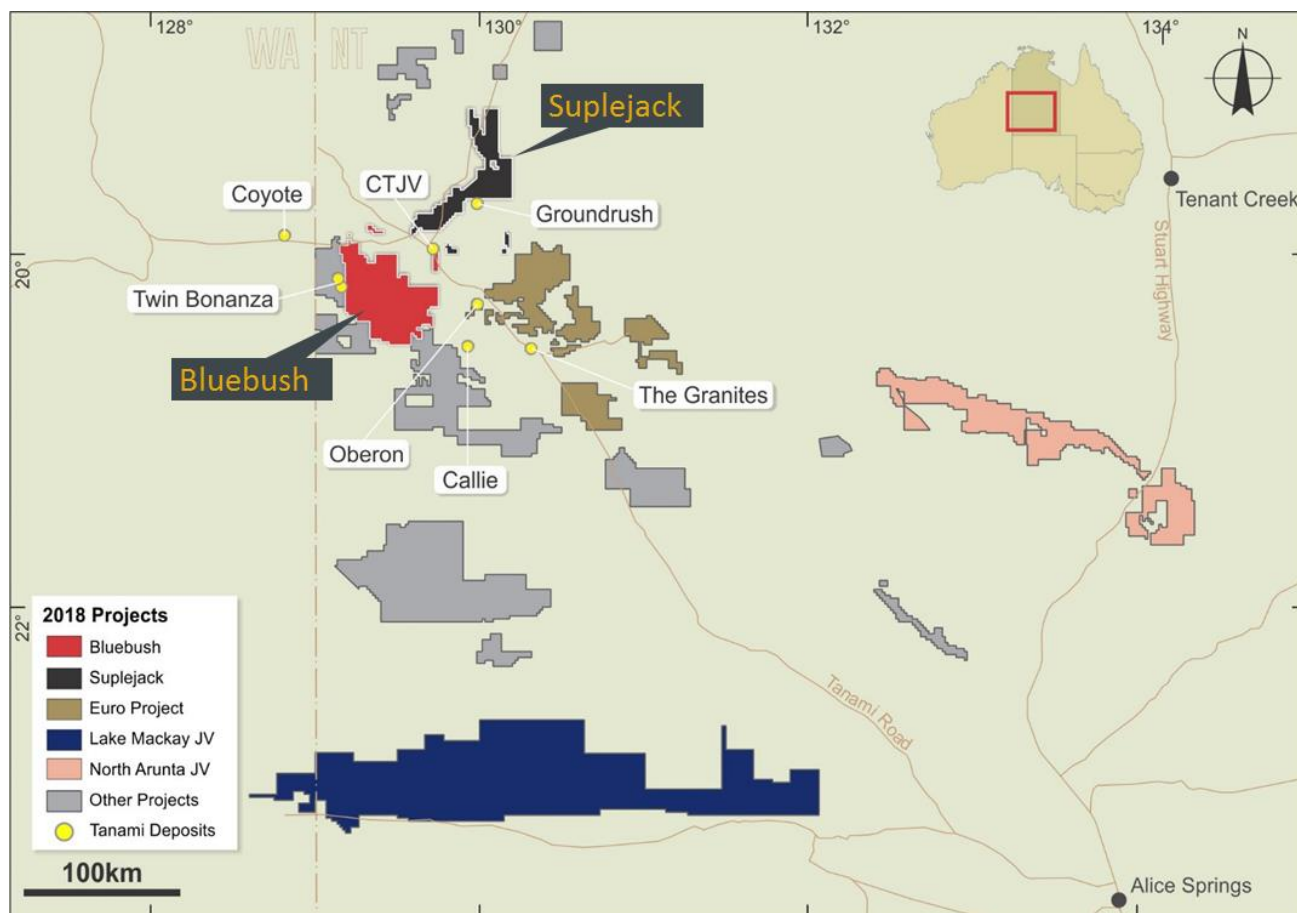 128°
130°
132°
134°
WA NT
N
Suplejack
CTJV
Coyote
Groundrush
Tenant Creek
20°
Twin Bonanza
Stuart Highway
Bluebush
The Granites
Oberon
Callie
22°
2018 Projects
Bluebush
Suplejack
Euro Project
Lake Mackay JV
North Arunta JV
Other Projects
Tanami Deposits
Tanami Road
100km
Alice Springs